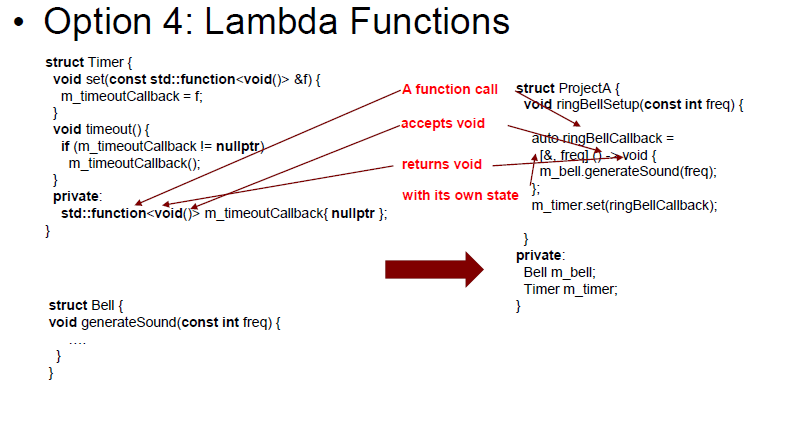 • Option 4: Lambda Functions
struct Timer {
void set(const std::function<void()> &f) {
m_timeoutCallback = f;
}
void timeout() {
if (m_timeoutCallback != nullptr)
m_timeoutCallback();
}
private:
std::function<void()> m_timeoutCallback{ nullptr };
}
struct Bell {
void generateSound(const int freq) {
....
}
}
A function call
accepts void
returns void
with its own state
struct ProjectA {
void ringBellSetup(const int freq) {
auto ringBellCallback =
[&, freq] () -> void {
m_bell.generateSound(freq);
};
m_timer.set(ringBellCallback);
}
private:
Bell m_bell;
Timer m_timer;
}